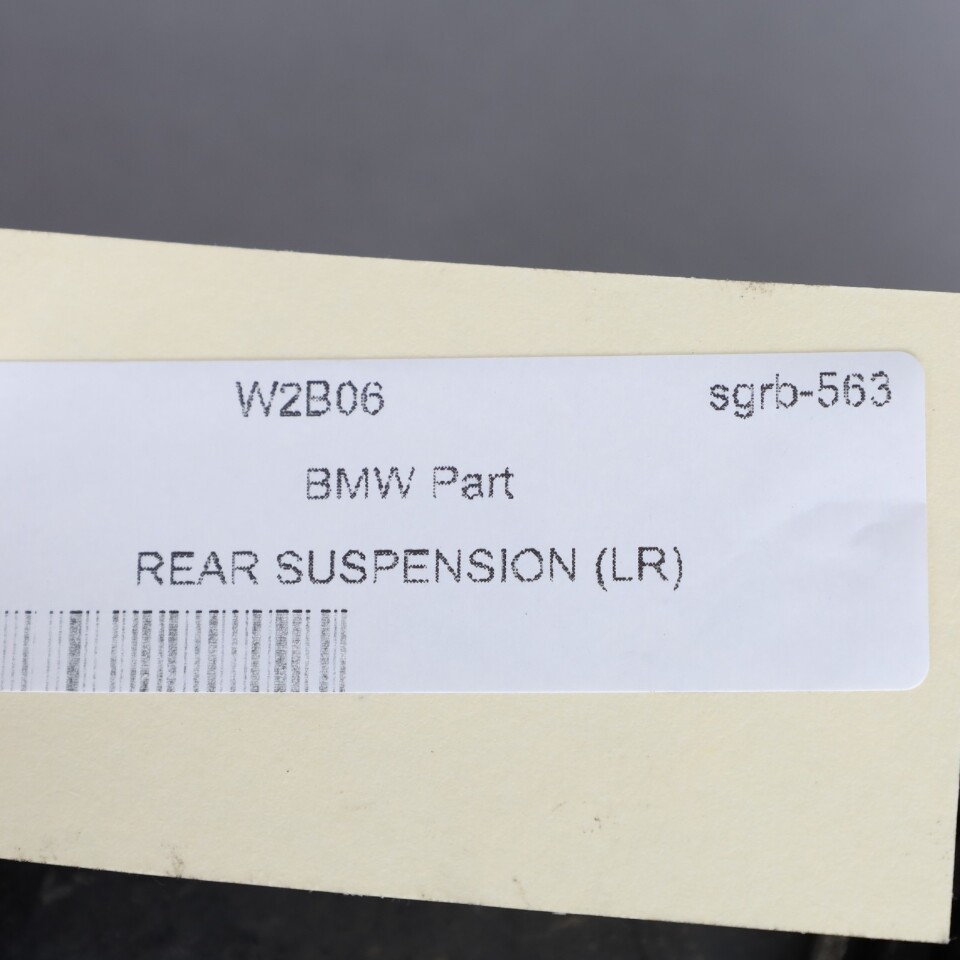 W2B06 sgrb-563
BMW Part
REAR SUSPENSION (LR)